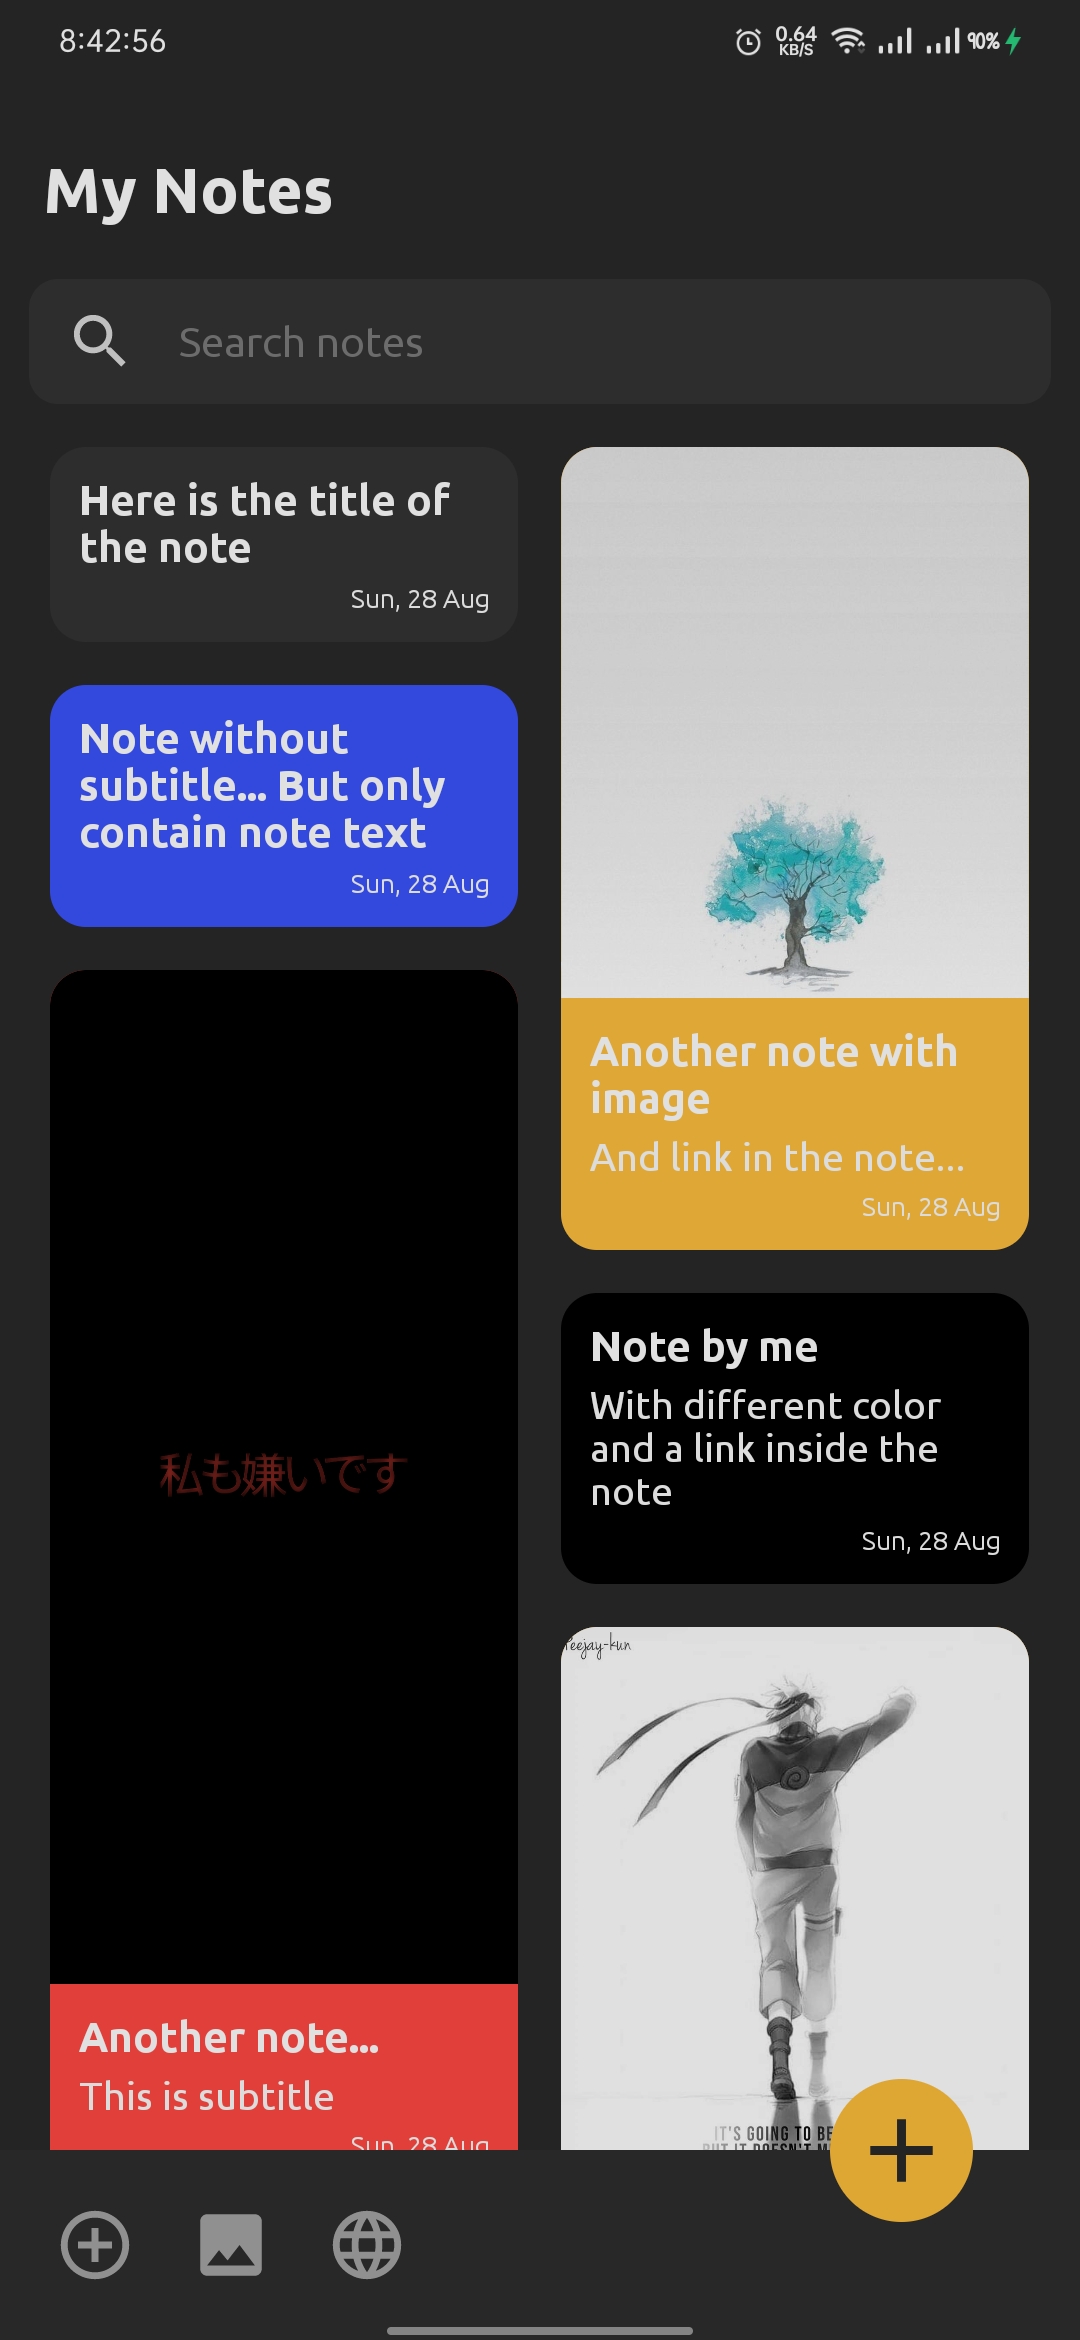 8:42:56
0.64
KB/S
90%
My Notes
Search notes
Here is the title of
the note
Sun, 28 Aug
Note without
subtitle... But only
contain note text
Sun, 28 Aug
私も嫌いです
Another note...
This is subtitle
Sun, 28 Aug
Another note with
image
And link in the note...
Sun, 28 Aug
Note by me
With different color
and a link inside the
note
Sun, 28 Aug
Peejay-kun
IT'S GOING TO BE
BUT IT DOESN'T